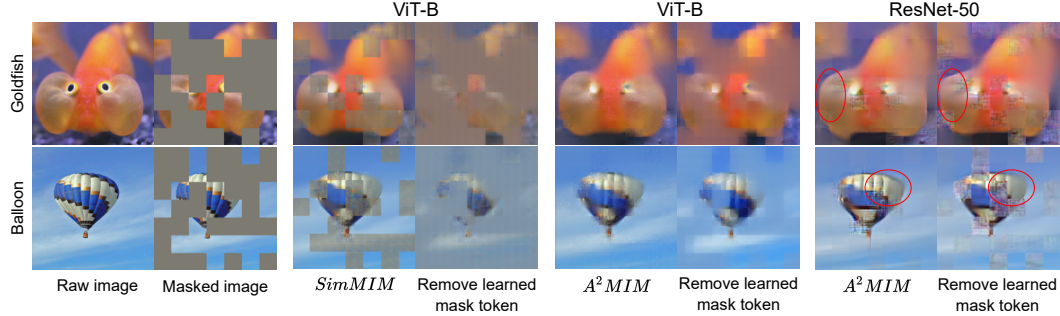 ViT-B
ViT-B
ResNet-50
Goldfish
Balloon
Raw image
Masked image
SimMIM
Remove learned
mask token
A²MIM
Remove learned
mask token
A²MIM
Remove learned
mask token